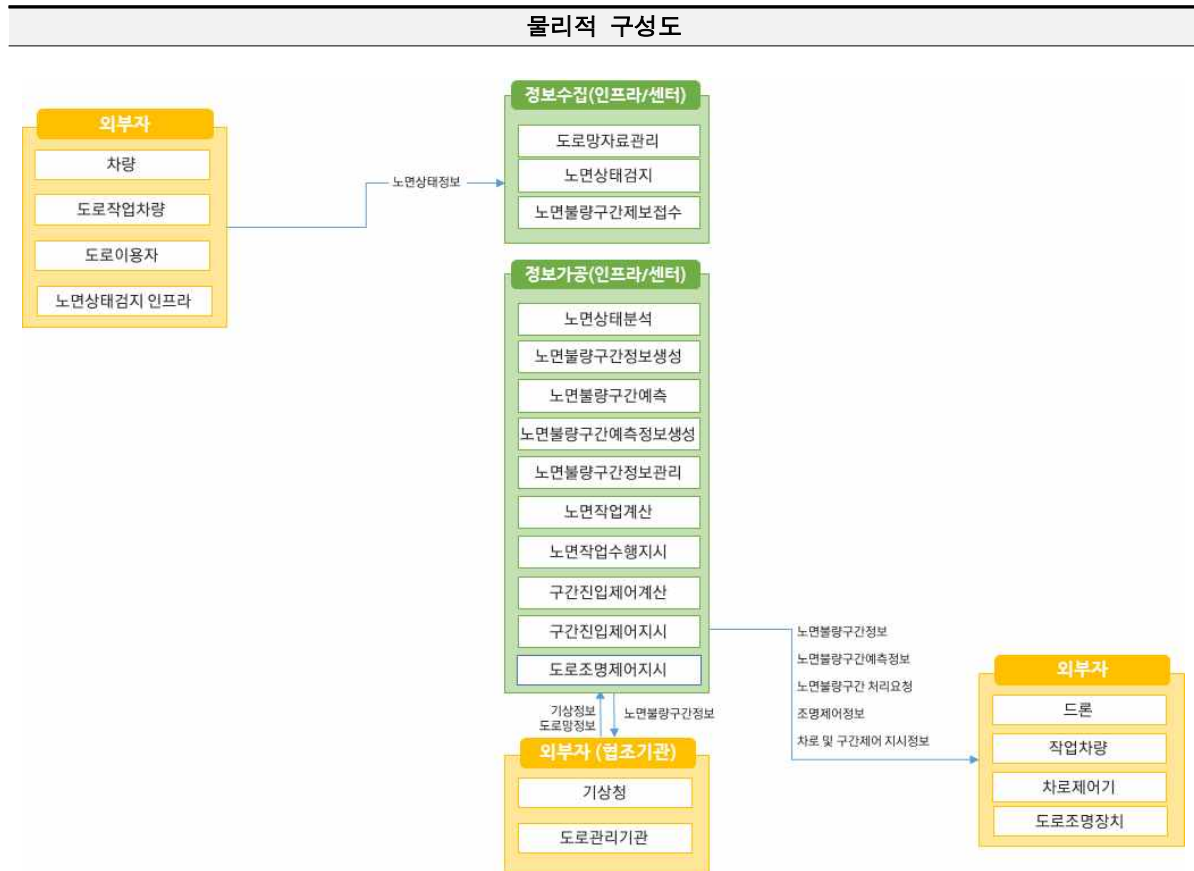 물리적 구성도
외부자
차량
도로작업차량
도로이용자
노면상태검지 인프라
노면상태정보
정보수집(인프라/센터)
도로망자료관리
노면상태검지
노면불량구간제보접수
정보가공(인프라/센터)
노면상태분석
노면불량구간정보생성
노면불량구간예측
노면불량구간예측정보생성
노면불량구간정보관리
노면작업계산
노면작업수행지시
구간진입제어계산
구간진입제어지시
도로조명제어지시
기상정보
도로망정보
노면불량구간정보
외부자 (협조기관)
기상청
도로관리기관
노면불량구간정보
노면불량구간예측정보
노면불량구간 처리요청
조명제어정보
차로 및 구간제어 지시정보
외부자
드론
작업차량
차로제어기
도로조명장치